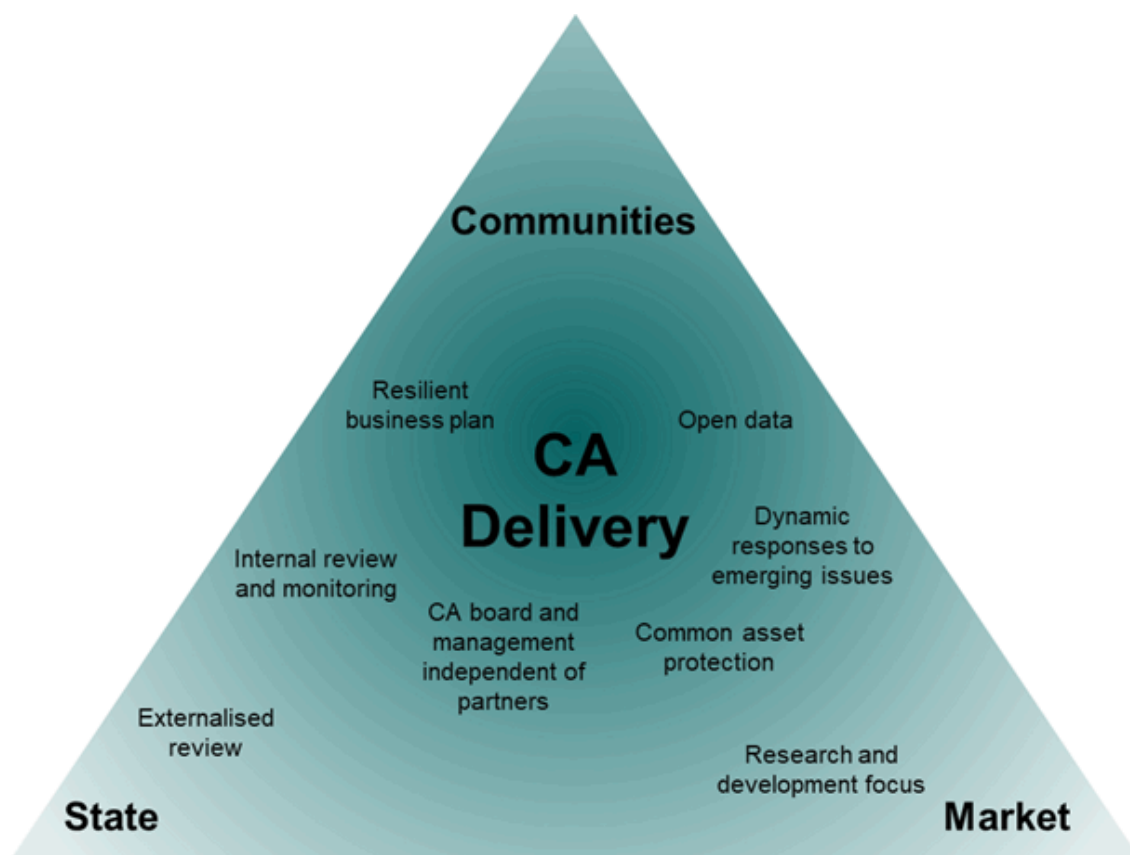 Communities
Resilient
business plan
Open data
CA
Delivery
Dynamic
responses to
emerging issues
Internal review
and monitoring
CA board and
management
independent of
partners
Common asset
protection
Externalised
review
Research and
development focus
State
Market